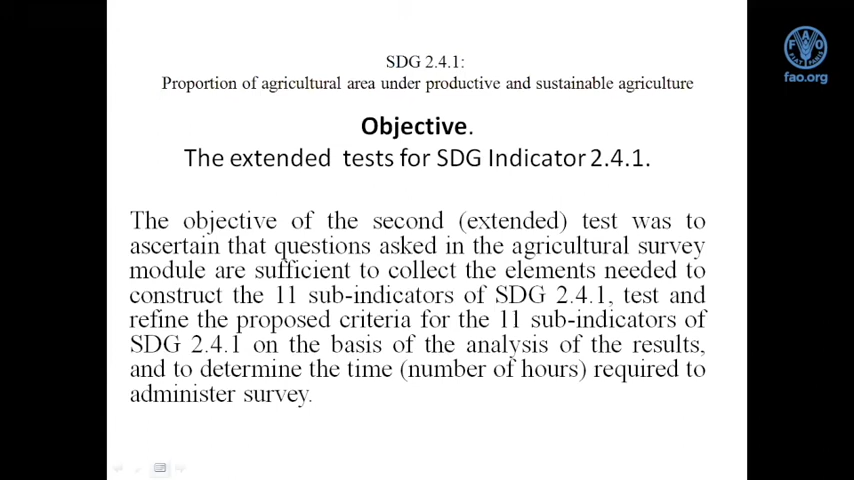 SDG 2.4.1:
Proportion of agricultural area under productive and sustainable agriculture
Objective.
The extended tests for SDG Indicator 2.4.1.
The objective of the second (extended) test was to
ascertain that questions asked in the agricultural survey
module are sufficient to collect the elements needed to
construct the 11 sub-indicators of SDG 2.4.1, test and
refine the proposed criteria for the 11 sub-indicators of
SDG 2.4.1 on the basis of the analysis of the results,
and to determine the time (number of hours) required to
administer survey.
FAO
FIAT PANIS
fao.org